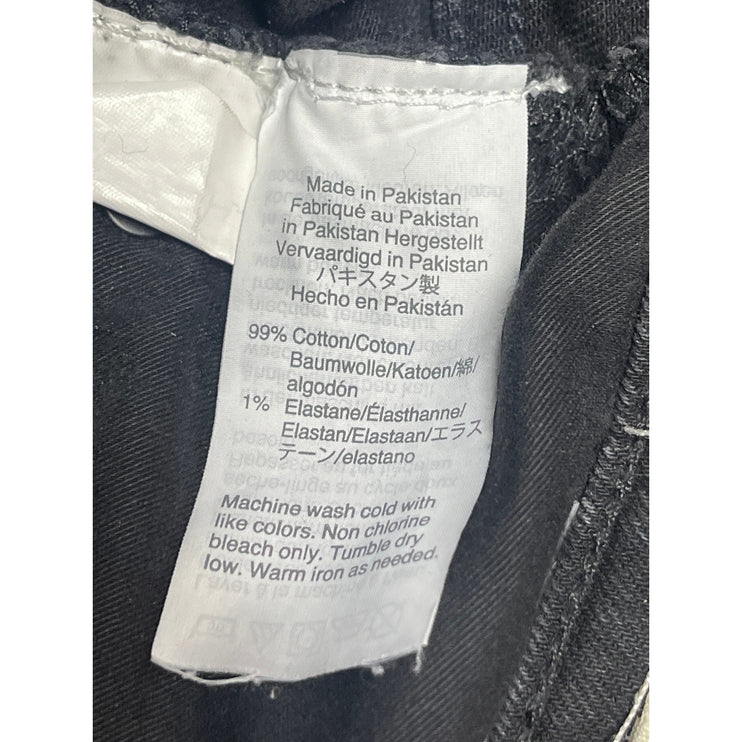 Made in Pakistan
Fabriqué au Pakistan
in Pakistan Hergestellt
Vervaardigd in Pakistan
パキスタン製
Hecho en Pakistán
99% Cotton/Coton/
Baumwolle/Katoen/綿/
algodón
1% Elastane/Élasthanne/
Elastan/Elastaan/エラス
テーン/elastano
Machine wash cold with
like colors. Non chlorine
bleach only. Tumble dry
low. Warm iron as needed.